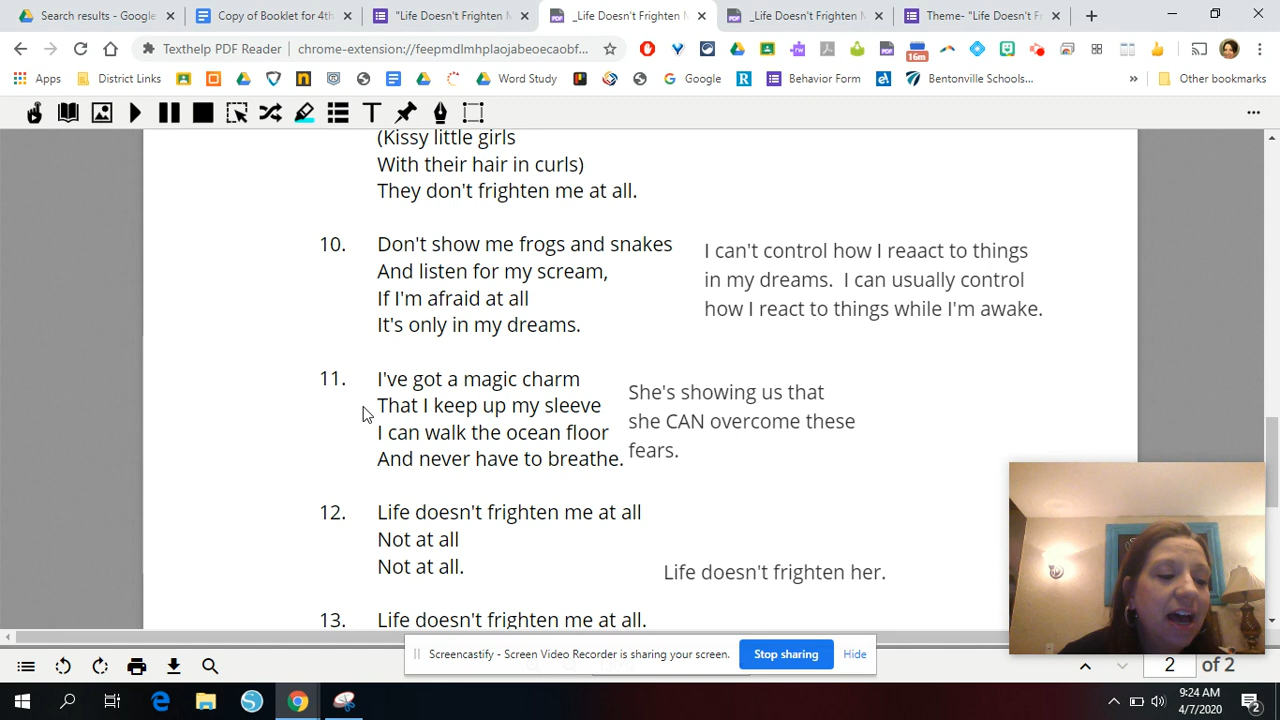 Search results - Google
Copy of Booklet for 4th
"Life Doesn't Frighten M
_Life Doesn't Frighten M
_Life Doesn't Frighten M
Theme- "Life Doesn't Fr
Texthelp PDF Reader | chrome-extension://feepmdlmhplaojabeoecaobf...
16m
Apps District Links Word Study Google Behavior Form Bentonville Schools... » Other bookmarks
(Kissy little girls
With their hair in curls)
They don't frighten me at all.
10. Don't show me frogs and snakes
And listen for my scream,
If I'm afraid at all
It's only in my dreams.
I can't control how I reaact to things
in my dreams. I can usually control
how I react to things while I'm awake.
11. I've got a magic charm
That I keep up my sleeve
I can walk the ocean floor
And never have to breathe.
She's showing us that
she CAN overcome these
fears.
12. Life doesn't frighten me at all
Not at all
Not at all.
Life doesn't frighten her.
13. Life doesn't frighten me at all.
Screencastify - Screen Video Recorder is sharing your screen.
Stop sharing
Hide
2 of 2
9:24 AM
4/7/2020
2